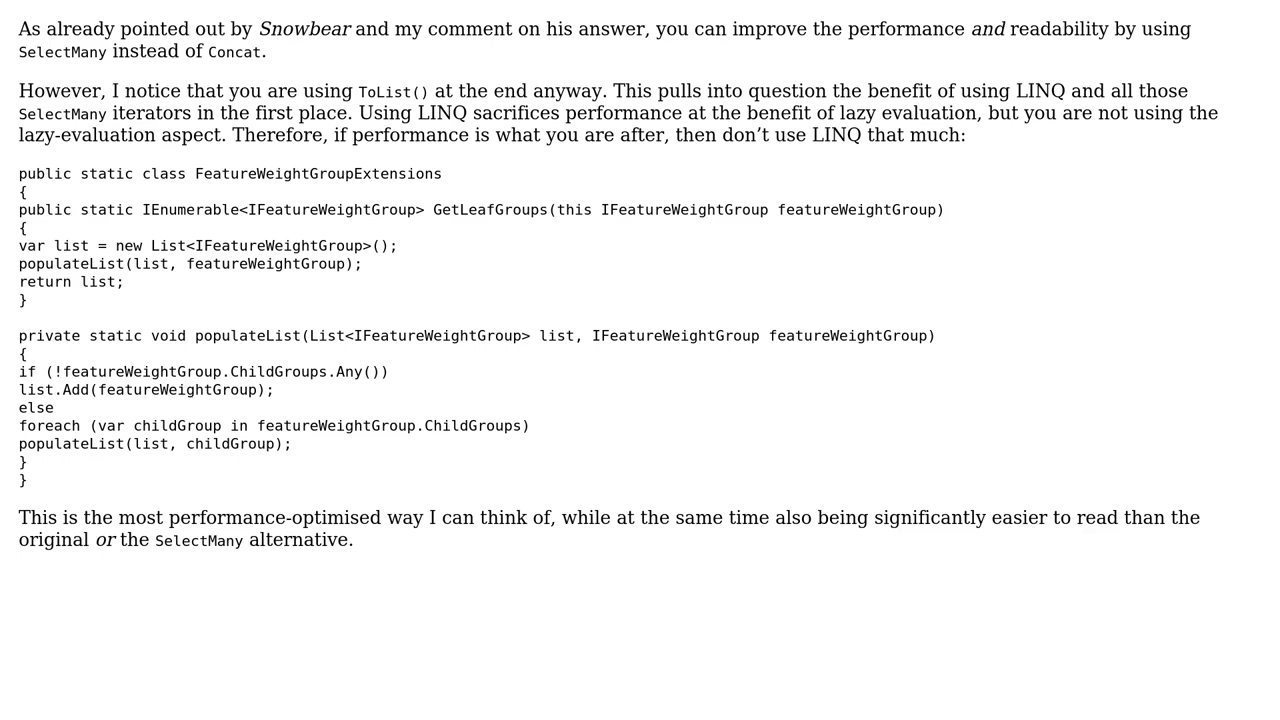 As already pointed out by Snowbear and my comment on his answer, you can improve the performance and readability by using
SelectMany instead of Concat.
However, I notice that you are using ToList() at the end anyway. This pulls into question the benefit of using LINQ and all those
SelectMany iterators in the first place. Using LINQ sacrifices performance at the benefit of lazy evaluation, but you are not using the
lazy-evaluation aspect. Therefore, if performance is what you are after, then don’t use LINQ that much:
public static class FeatureWeightGroupExtensions
{
public static IEnumerable<IFeatureWeightGroup> GetLeafGroups(this IFeatureWeightGroup featureWeightGroup)
{
var list = new List<IFeatureWeightGroup>();
populateList(list, featureWeightGroup);
return list;
}
private static void populateList(List<IFeatureWeightGroup> list, IFeatureWeightGroup featureWeightGroup)
{
if (!featureWeightGroup.ChildGroups.Any())
list.Add(featureWeightGroup);
else
foreach (var childGroup in featureWeightGroup.ChildGroups)
populateList(list, childGroup);
}
}
This is the most performance-optimised way I can think of, while at the same time also being significantly easier to read than the
original or the SelectMany alternative.